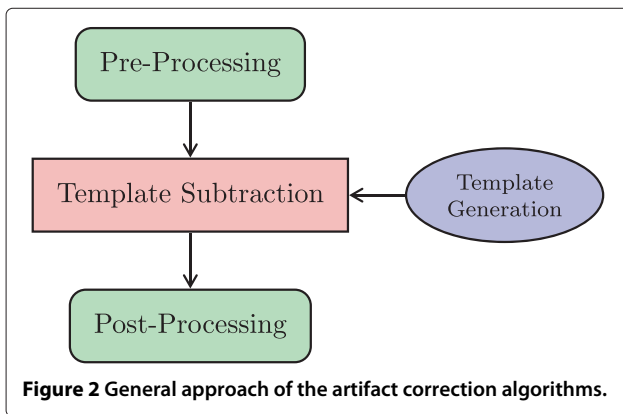 Pre-Processing
Template Subtraction
Template
Generation
Post-Processing
Figure 2 General approach of the artifact correction algorithms.